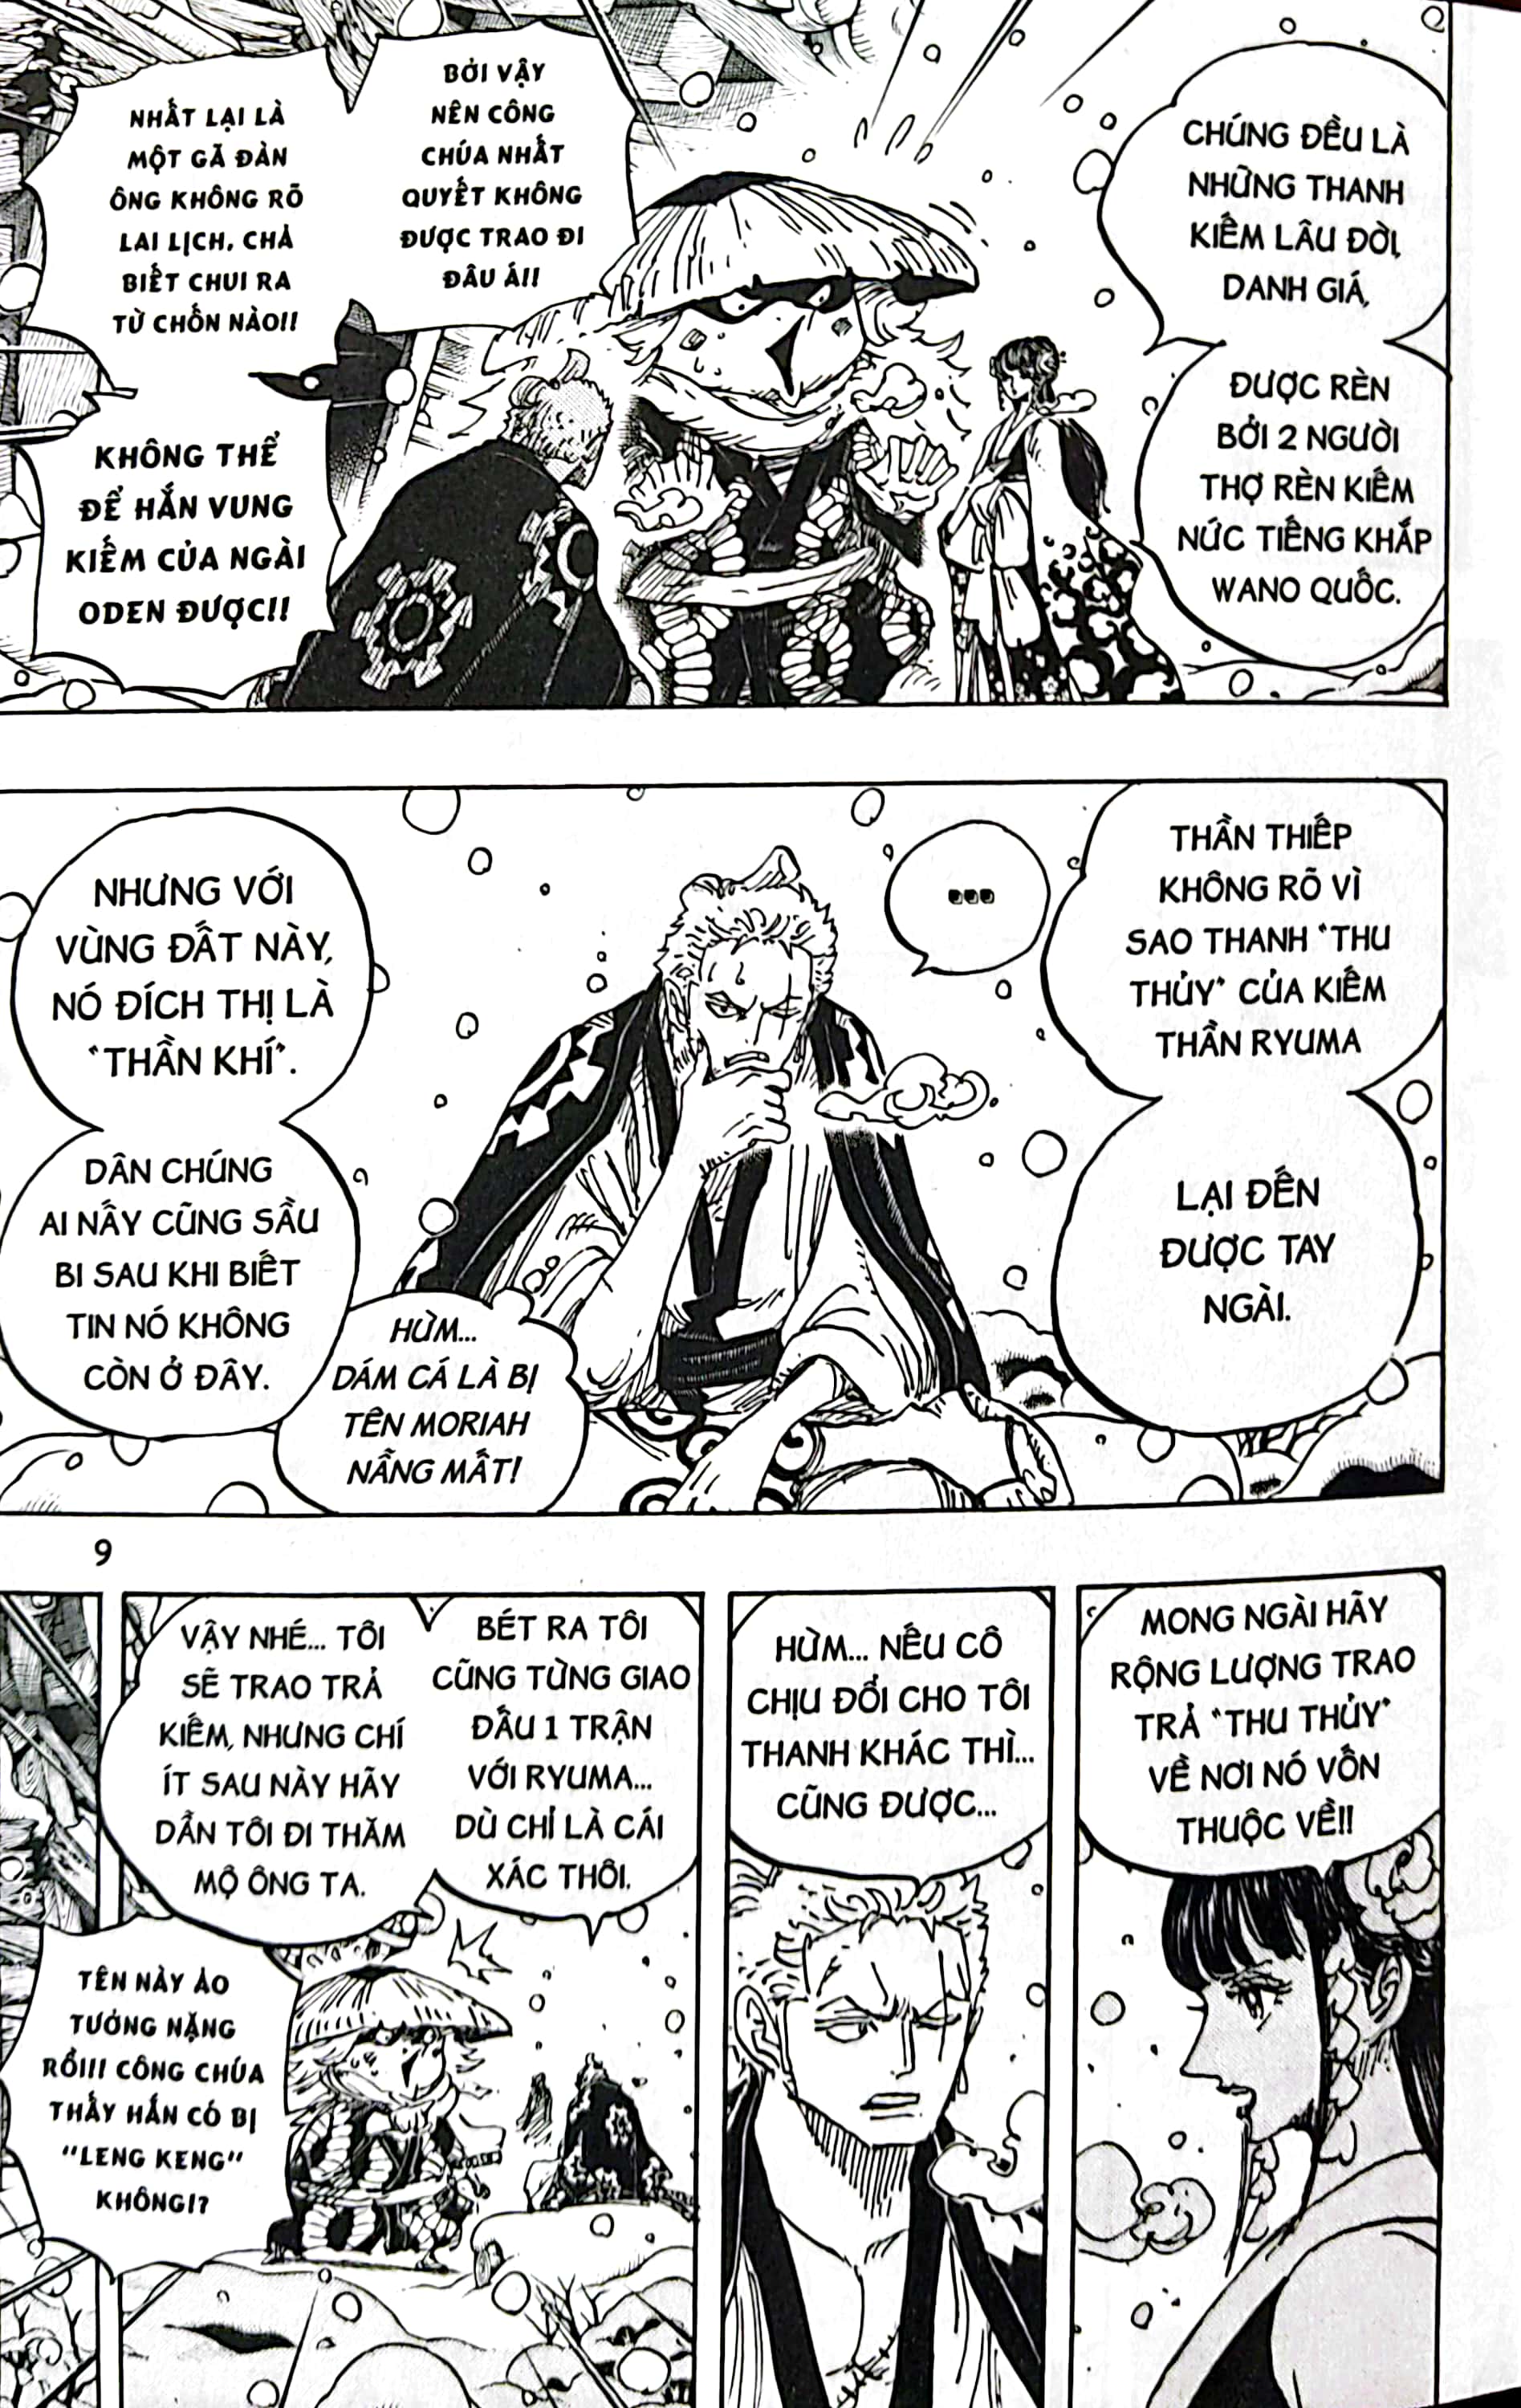 CHÚNG ĐỀU LÀ
NHỮNG THANH
KIẾM LÂU ĐỜI,
DANH GIÁ,
ĐƯỢC RÈN
BỞI 2 NGƯỜI
THỢ RÈN KIẾM
NỨC TIẾNG KHẮP
WANO QUỐC.
BỞI VẬY
NÊN CÔNG
CHÚA NHẤT
QUYẾT KHÔNG
ĐƯỢC TRAO ĐI
ĐÂU Á!!
NHẤT LẠI LÀ
MỘT GÃ ĐÀN
ÔNG KHÔNG RÕ
LAI LỊCH, CHẢ
BIẾT CHUI RA
TỪ CHỐN NÀO!!
KHÔNG THỂ
ĐỂ HẮN VUNG
KIẾM CỦA NGÀI
ODEN ĐƯỢC!!
THẦN THIẾP
KHÔNG RÕ VÌ
SAO THANH “THU
THỦY” CỦA KIẾM
THẦN RYUMA
LẠI ĐẾN
ĐƯỢC TAY
NGÀI.
...
NHƯNG VỚI
VÙNG ĐẤT NÀY,
NÓ ĐÍCH THỊ LÀ
“THẦN KHÍ”.
DÂN CHÚNG
AI NẤY CŨNG SẦU
BI SAU KHI BIẾT
TIN NÓ KHÔNG
CÒN Ở ĐÂY.
HỪM...
DÁM CÁ LÀ BỊ
TÊN MORIAH
NẪNG MẤT!
9
MONG NGÀI HÃY
RỘNG LƯỢNG TRAO
TRẢ “THU THỦY”
VỀ NƠI NÓ VỐN
THUỘC VỀ!!
HỪM... NẾU CÔ
CHỊU ĐỔI CHO TÔI
THANH KHÁC THÌ...
CŨNG ĐƯỢC...
BÉT RA TÔI
CŨNG TỪNG GIAO
ĐẤU 1 TRẬN
VỚI RYUMA...
DÙ CHỈ LÀ CÁI
XÁC THÔI.
VẬY NHÉ... TÔI
SẼ TRAO TRẢ
KIẾM, NHƯNG CHÍ
ÍT SAU NÀY HÃY
DẪN TÔI ĐI THĂM
MỘ ÔNG TA.
TÊN NÀY ẢO
TƯỞNG NẶNG
RỒI!! CÔNG CHÚA
THẤY HẮN CÓ BỊ
“LENG KENG”
KHÔNG!?